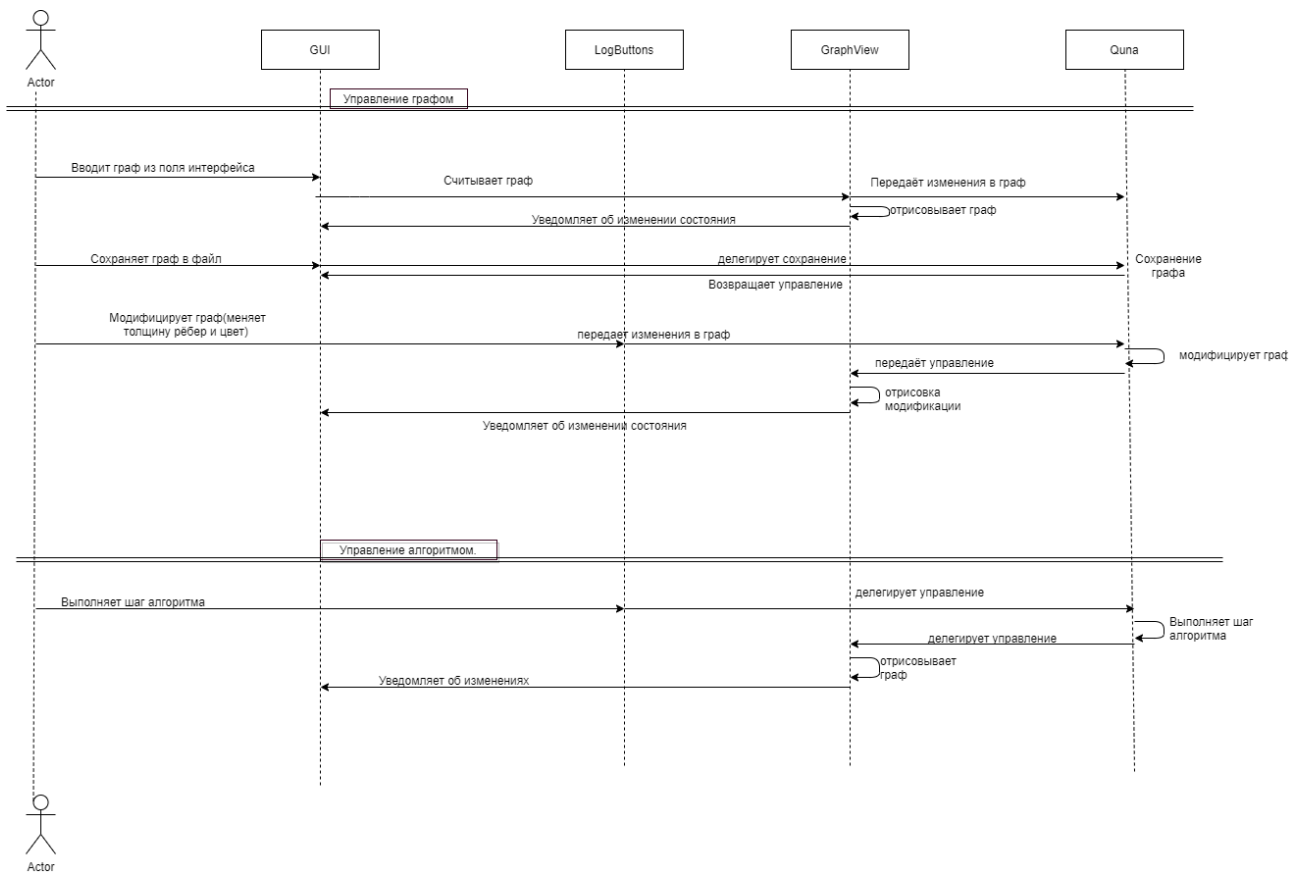 Actor
GUI
LogButtons
GraphView
Quna
Управление графом
Вводит граф из поля интерфейса
Считывает граф
Передаёт изменения в граф
отрисовывает граф
Уведомляет об изменении состояния
Сохраняет граф в файл
делегирует сохранение
Сохранение
графа
Возвращает управление
Модифицирует граф(меняет
толщину рёбер и цвет)
передает изменения в граф
модифицирует граф
передаёт управление
отрисовка
модификации
Уведомляет об изменении состояния
Управление алгоритмом.
Выполняет шаг алгоритма
делегирует управление
Выполняет шаг
алгоритма
делегирует управление
отрисовывает
граф
Уведомляет об изменениях
Actor